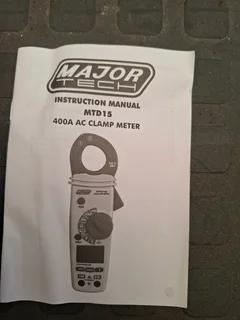 MAJOR
TECH
INSTRUCTION MANUAL
MTD15
400A AC CLAMP METER